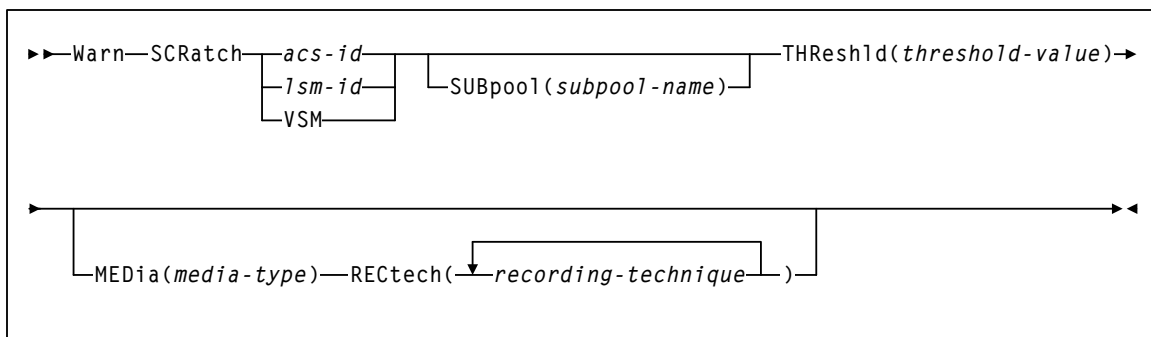 Warn SCRatch acs-id THReshld(threshold-value)
lsm-id SUBpool(subpool-name)
VSM
MEDia(media-type) RECtech( recording-technique )